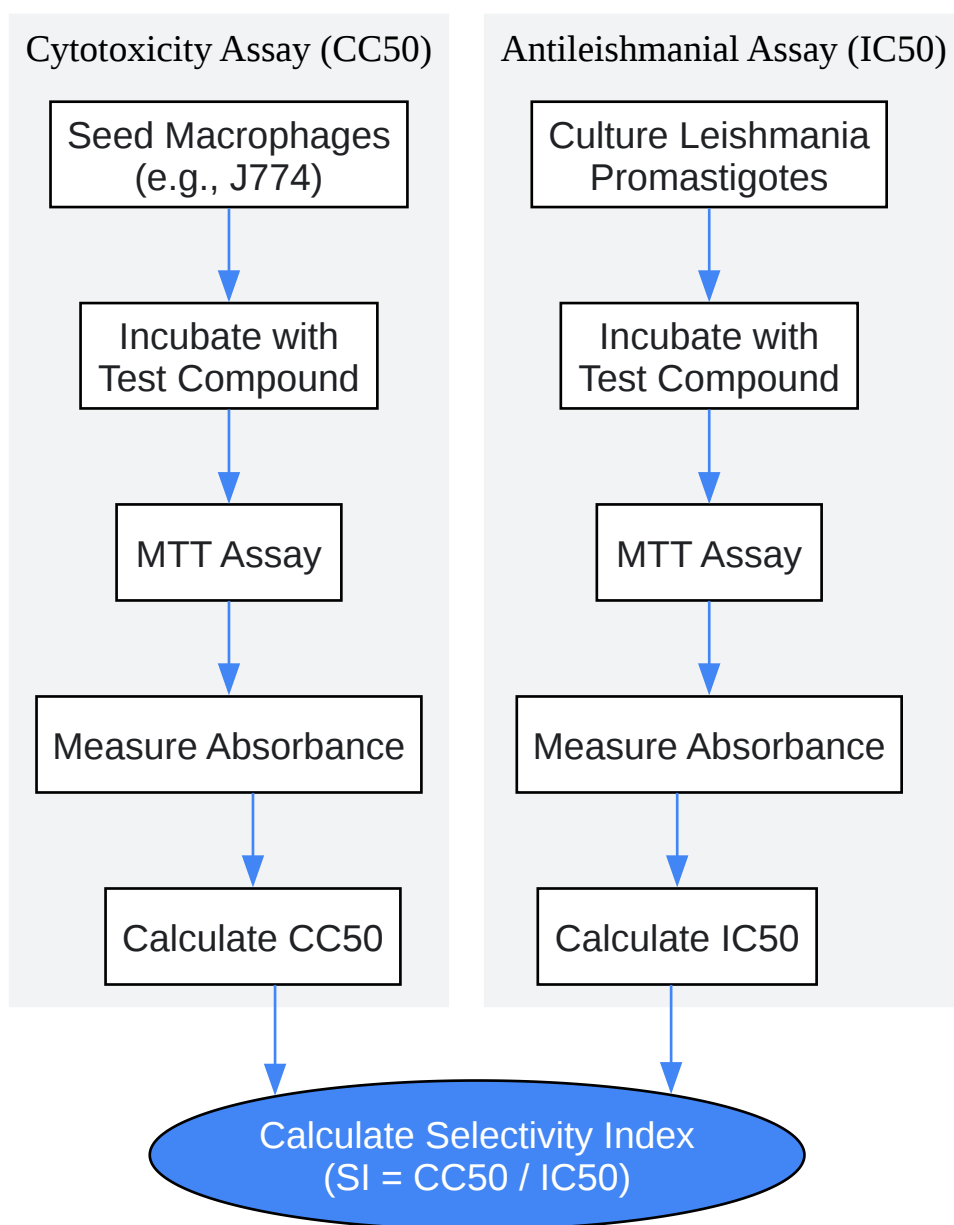 Cytotoxicity Assay (CC50)
Seed Macrophages
(e.g., J774)
Incubate with
Test Compound
MTT Assay
Measure Absorbance
Calculate CC50
Antileishmanial Assay (IC50)
Culture Leishmania
Promastigotes
Incubate with
Test Compound
MTT Assay
Measure Absorbance
Calculate IC50
Calculate Selectivity Index
(SI = CC50 / IC50)